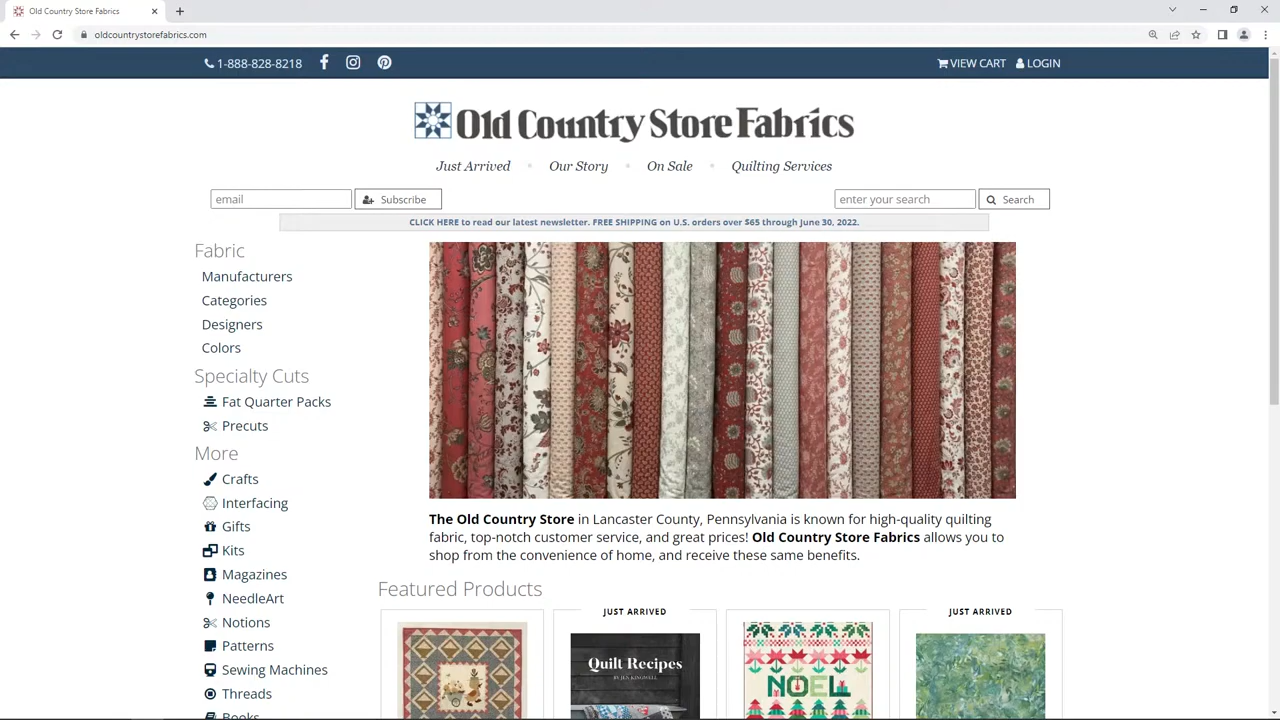 Old Country Store Fabrics
oldcountrystorefabrics.com
1-888-828-8218
VIEW CART LOGIN
Old Country Store Fabrics
Just Arrived Our Story On Sale Quilting Services
email Subscribe enter your search Search
CLICK HERE to read our latest newsletter. FREE SHIPPING on U.S. orders over $65 through June 30, 2022.
Fabric
Manufacturers
Categories
Designers
Colors
Specialty Cuts
Fat Quarter Packs
Precuts
More
Crafts
Interfacing
Gifts
Kits
Magazines
NeedleArt
Notions
Patterns
Sewing Machines
Threads
Books
The Old Country Store in Lancaster County, Pennsylvania is known for high-quality quilting
fabric, top-notch customer service, and great prices! Old Country Store Fabrics allows you to
shop from the convenience of home, and receive these same benefits.
Featured Products
JUST ARRIVED JUST ARRIVED
Quilt Recipes
BY JEN KINGWELL
NOEL